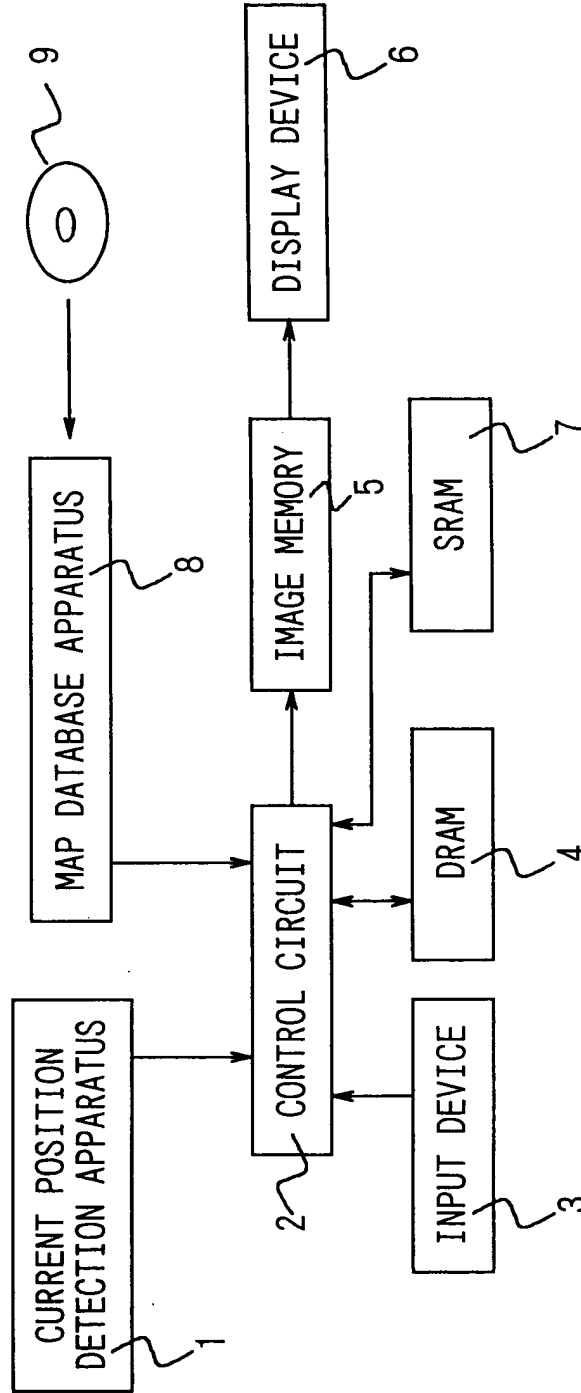 CURRENT POSITION
DETECTION APPARATUS
1
MAP DATABASE APPARATUS
8
9
2
CONTROL CIRCUIT
IMAGE MEMORY
5
DISPLAY DEVICE
6
INPUT DEVICE
3
DRAM
4
SRAM
7